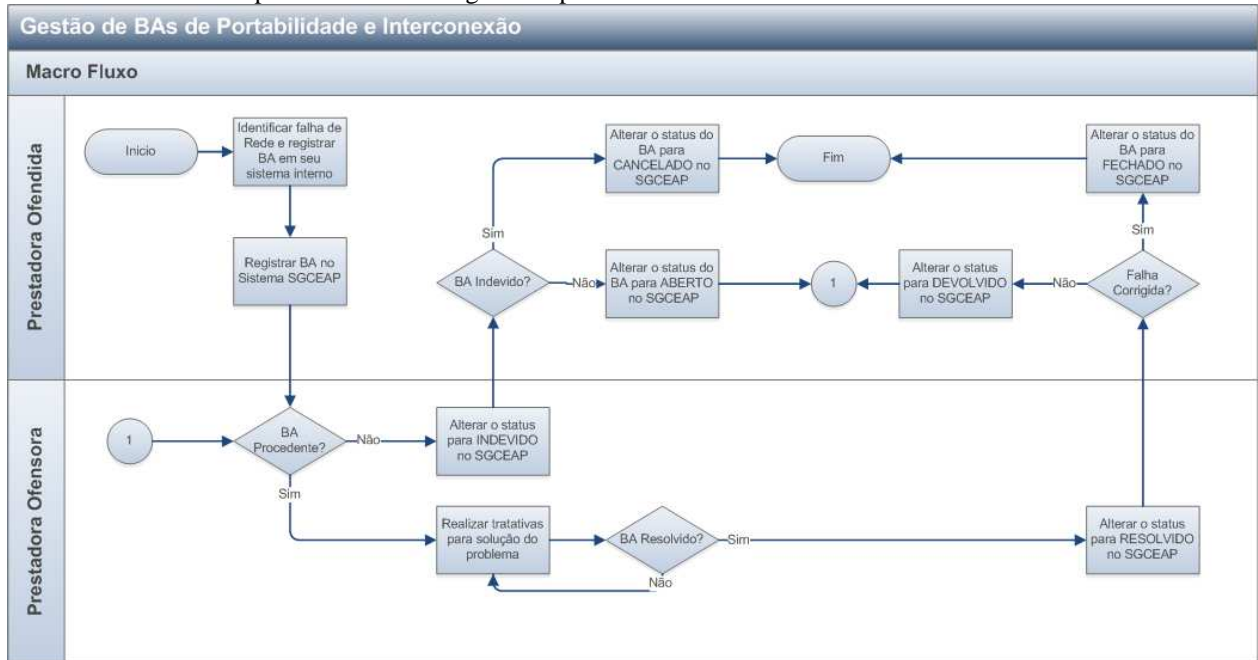 Gestão de BAs de Portabilidade e Interconexão
Macro Fluxo
Prestadora Ofendida
Inicio
Identificar falha de
Rede e registrar
BA em seu
sistema interno
Registrar BA no
Sistema SGCEAP
Alterar o status do
BA para
CANCELADO no
SGCEAP
Fim
Alterar o status do
BA para
FECHADO no
SGCEAP
Sim
Sim
BA Indevido?
Não
Alterar o status do
BA para ABERTO
no SGCEAP
1
Alterar o status
para DEVOLVIDO
no SGCEAP
Não
Falha
Corrigida?
Prestadora Ofensora
1
BA
Procedente?
Não
Alterar o status
para INDEVIDO
no SGCEAP
Sim
Realizar tratativas
para solução do
problema
BA Resolvido?
Sim
Não
Alterar o status
para RESOLVIDO
no SGCEAP